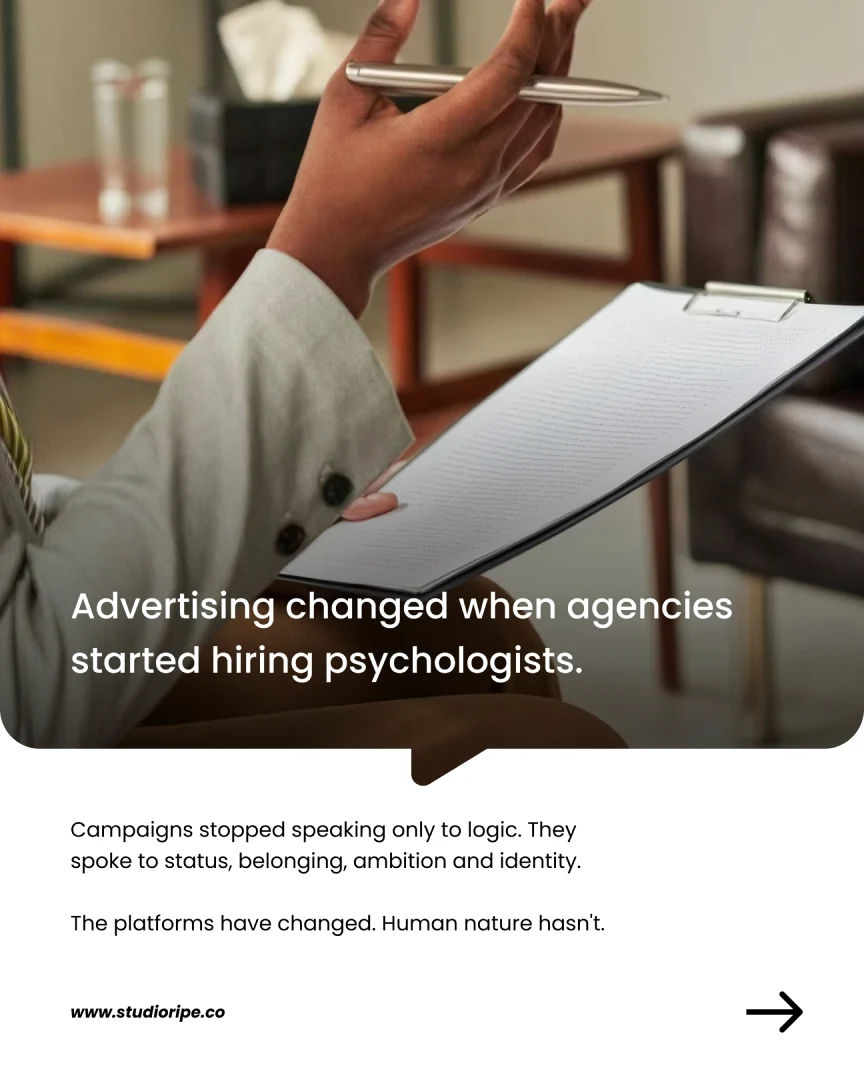 Advertising changed when agencies
started hiring psychologists.
Campaigns stopped speaking only to logic. They
spoke to status, belonging, ambition and identity.
The platforms have changed. Human nature hasn't.
www.studioripe.co